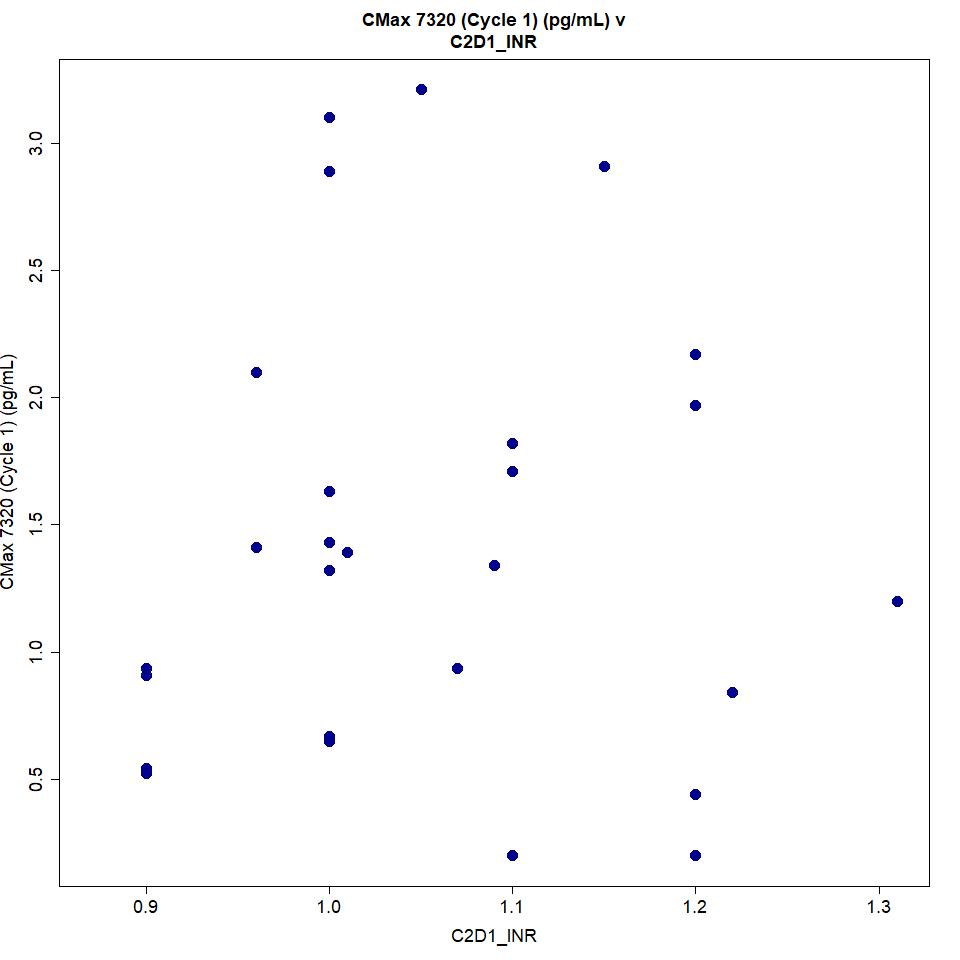 CMax 7320 (Cycle 1) (pg/mL) v
C2D1_INR
CMax 7320 (Cycle 1) (pg/mL)
3.0
2.5
2.0
1.5
1.0
0.5
0.9 1.0 1.1 1.2 1.3
C2D1_INR